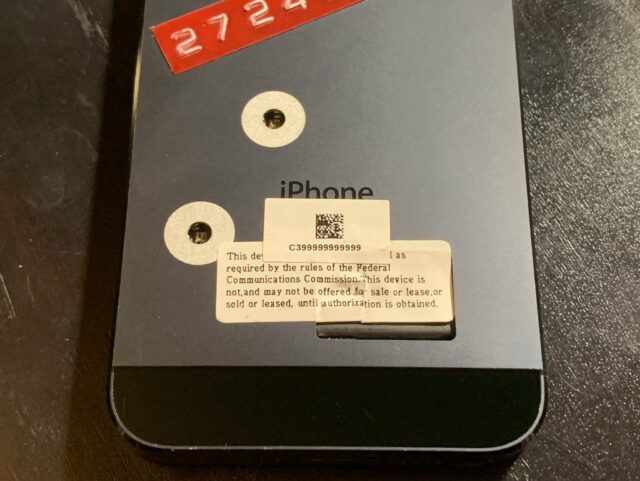 2724
iPhone
C399999999999
This de as
required by the rules of the Federal
Communications Commission.This device is
not,and may not be offered for sale or lease,or
sold or leased, until authorization is obtained.